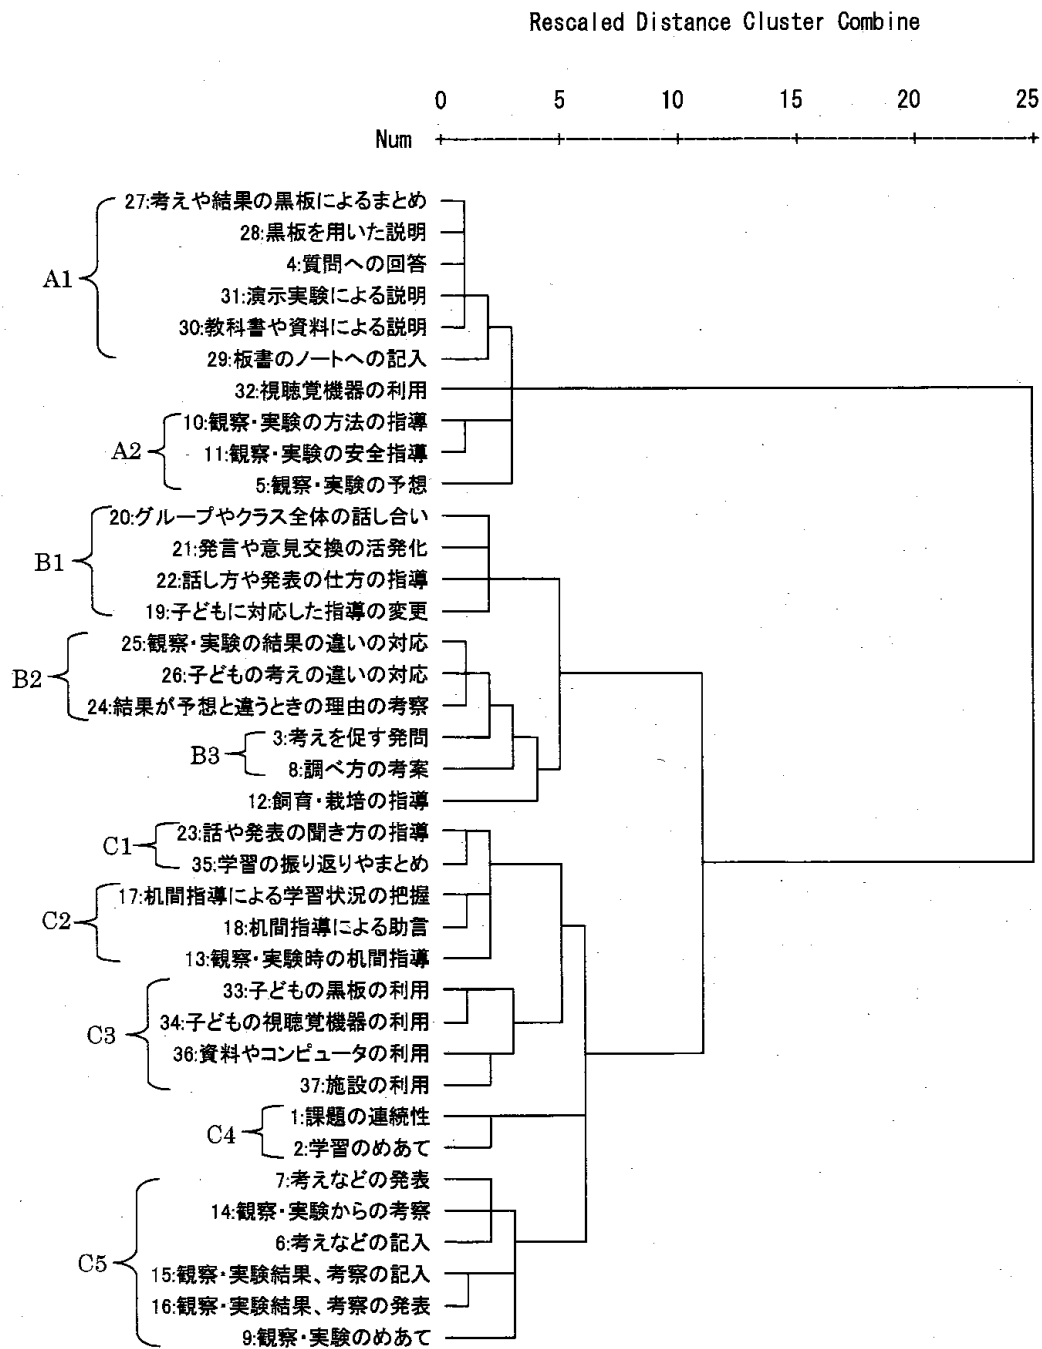 Rescaled Distance Cluster Combine
0 5 10 15 20 25
Num
27:考えや結果の黒板によるまとめ
28:黒板を用いた説明
4:質問への回答
A1
31:演示実験による説明
30:教科書や資料による説明
29:板書のノートへの記入
32:視聴覚機器の利用
10:観察・実験の方法の指導
A2
11:観察・実験の安全指導
5:観察・実験の予想
20:グループやクラス全体の話し合い
21:発言や意見交換の活発化
B1
22:話し方や発表の仕方の指導
19:子どもに対応した指導の変更
25:観察・実験の結果の違いの対応
B2
26:子どもの考えの違いの対応
24:結果が予想と違うときの理由の考察
3:考えを促す発問
B3
8:調べ方の考案
12:飼育・栽培の指導
23:話や発表の聞き方の指導
C1
35:学習の振り返りやまとめ
17:机間指導による学習状況の把握
C2
18:机間指導による助言
13:観察・実験時の机間指導
33:子どもの黒板の利用
34:子どもの視聴覚機器の利用
C3
36:資料やコンピュータの利用
37:施設の利用
1:課題の連続性
C4
2:学習のめあて
7:考えなどの発表
14:観察・実験からの考察
6:考えなどの記入
C5
15:観察・実験結果、考察の記入
16:観察・実験結果、考察の発表
9:観察・実験のめあて